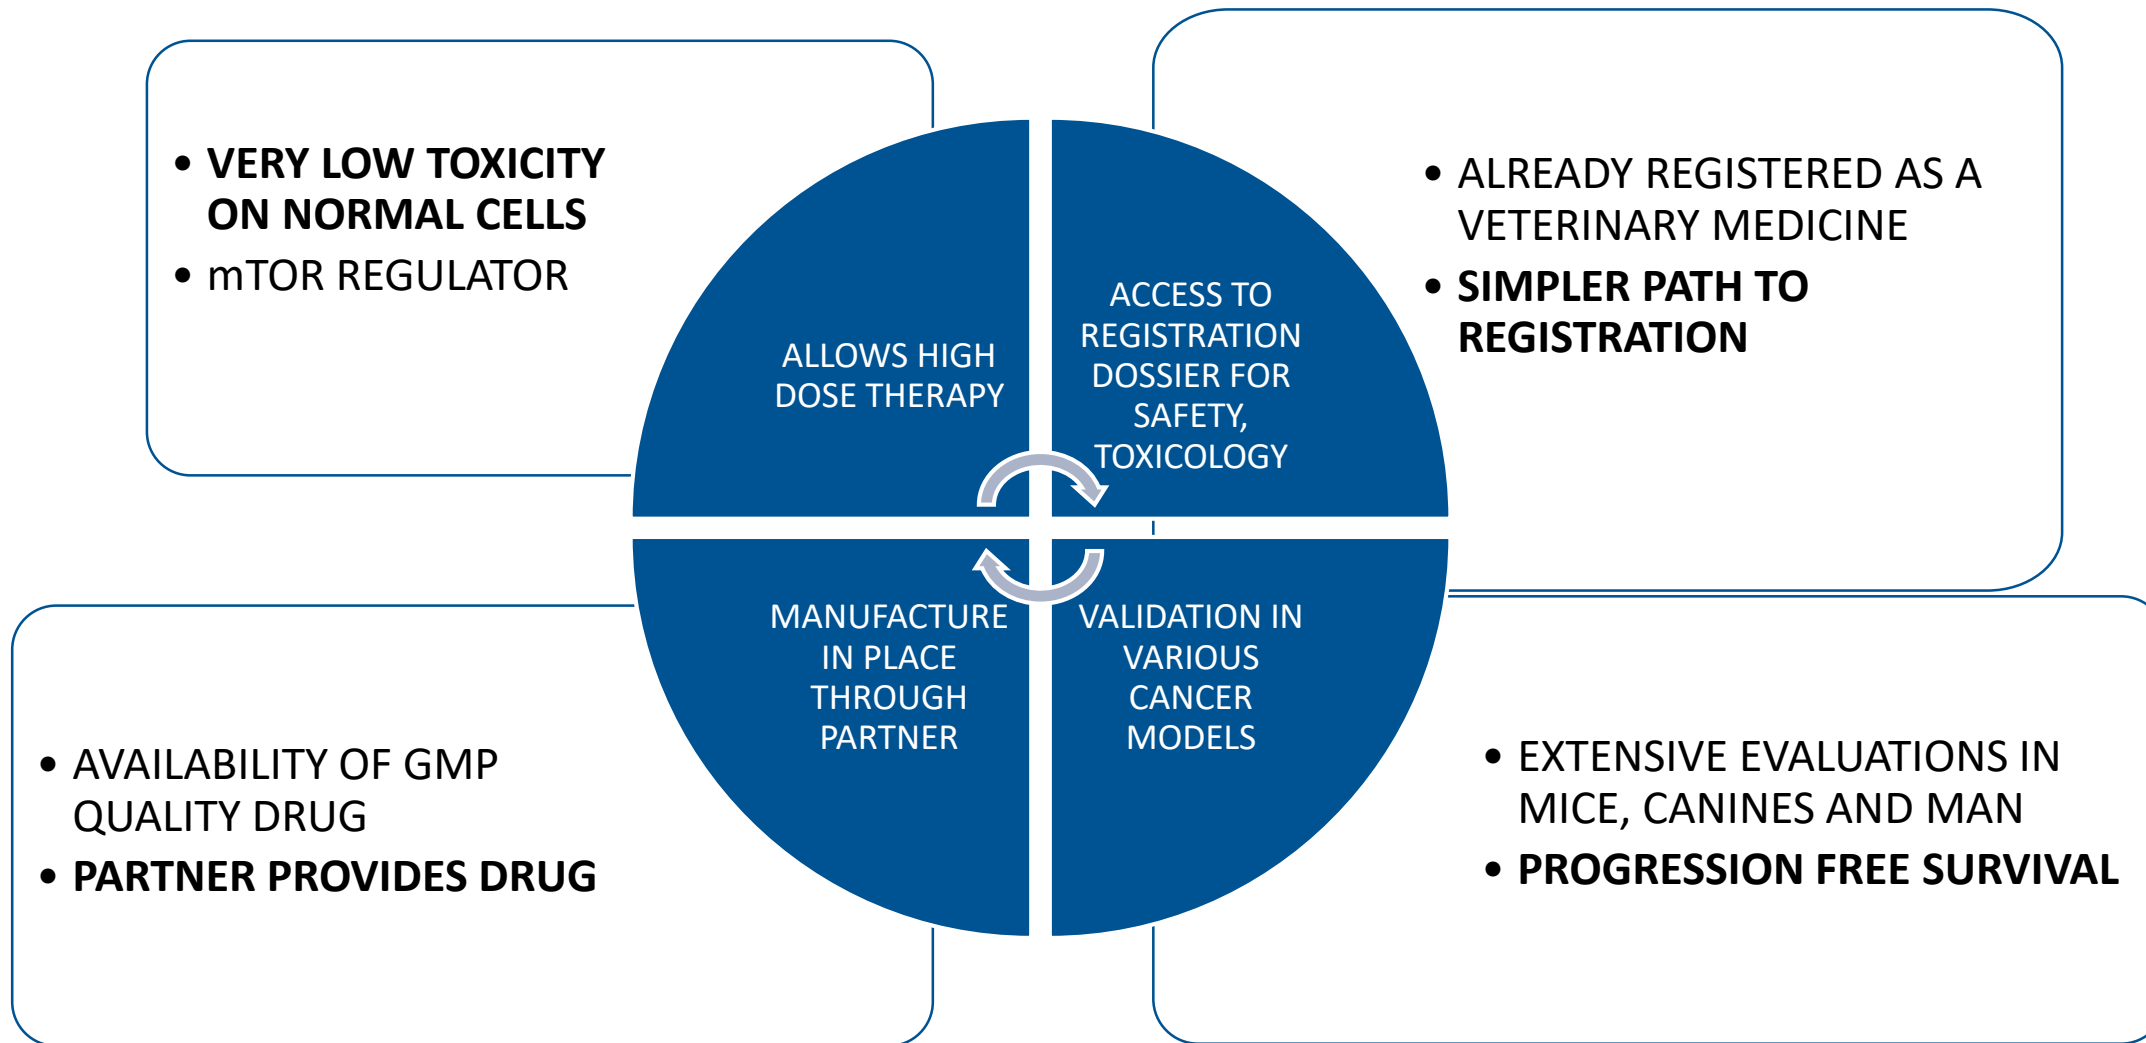 • VERY LOW TOXICITY
ON NORMAL CELLS
• mTOR REGULATOR
ALLOWS HIGH
DOSE THERAPY
ACCESS TO
REGISTRATION
DOSSIER FOR
SAFETY,
TOXICOLOGY
• ALREADY REGISTERED AS A
VETERINARY MEDICINE
• SIMPLER PATH TO
REGISTRATION
• AVAILABILITY OF GMP
QUALITY DRUG
• PARTNER PROVIDES DRUG
MANUFACTURE
IN PLACE
THROUGH
PARTNER
VALIDATION IN
VARIOUS
CANCER
MODELS
• EXTENSIVE EVALUATIONS IN
MICE, CANINES AND MAN
• PROGRESSION FREE SURVIVAL